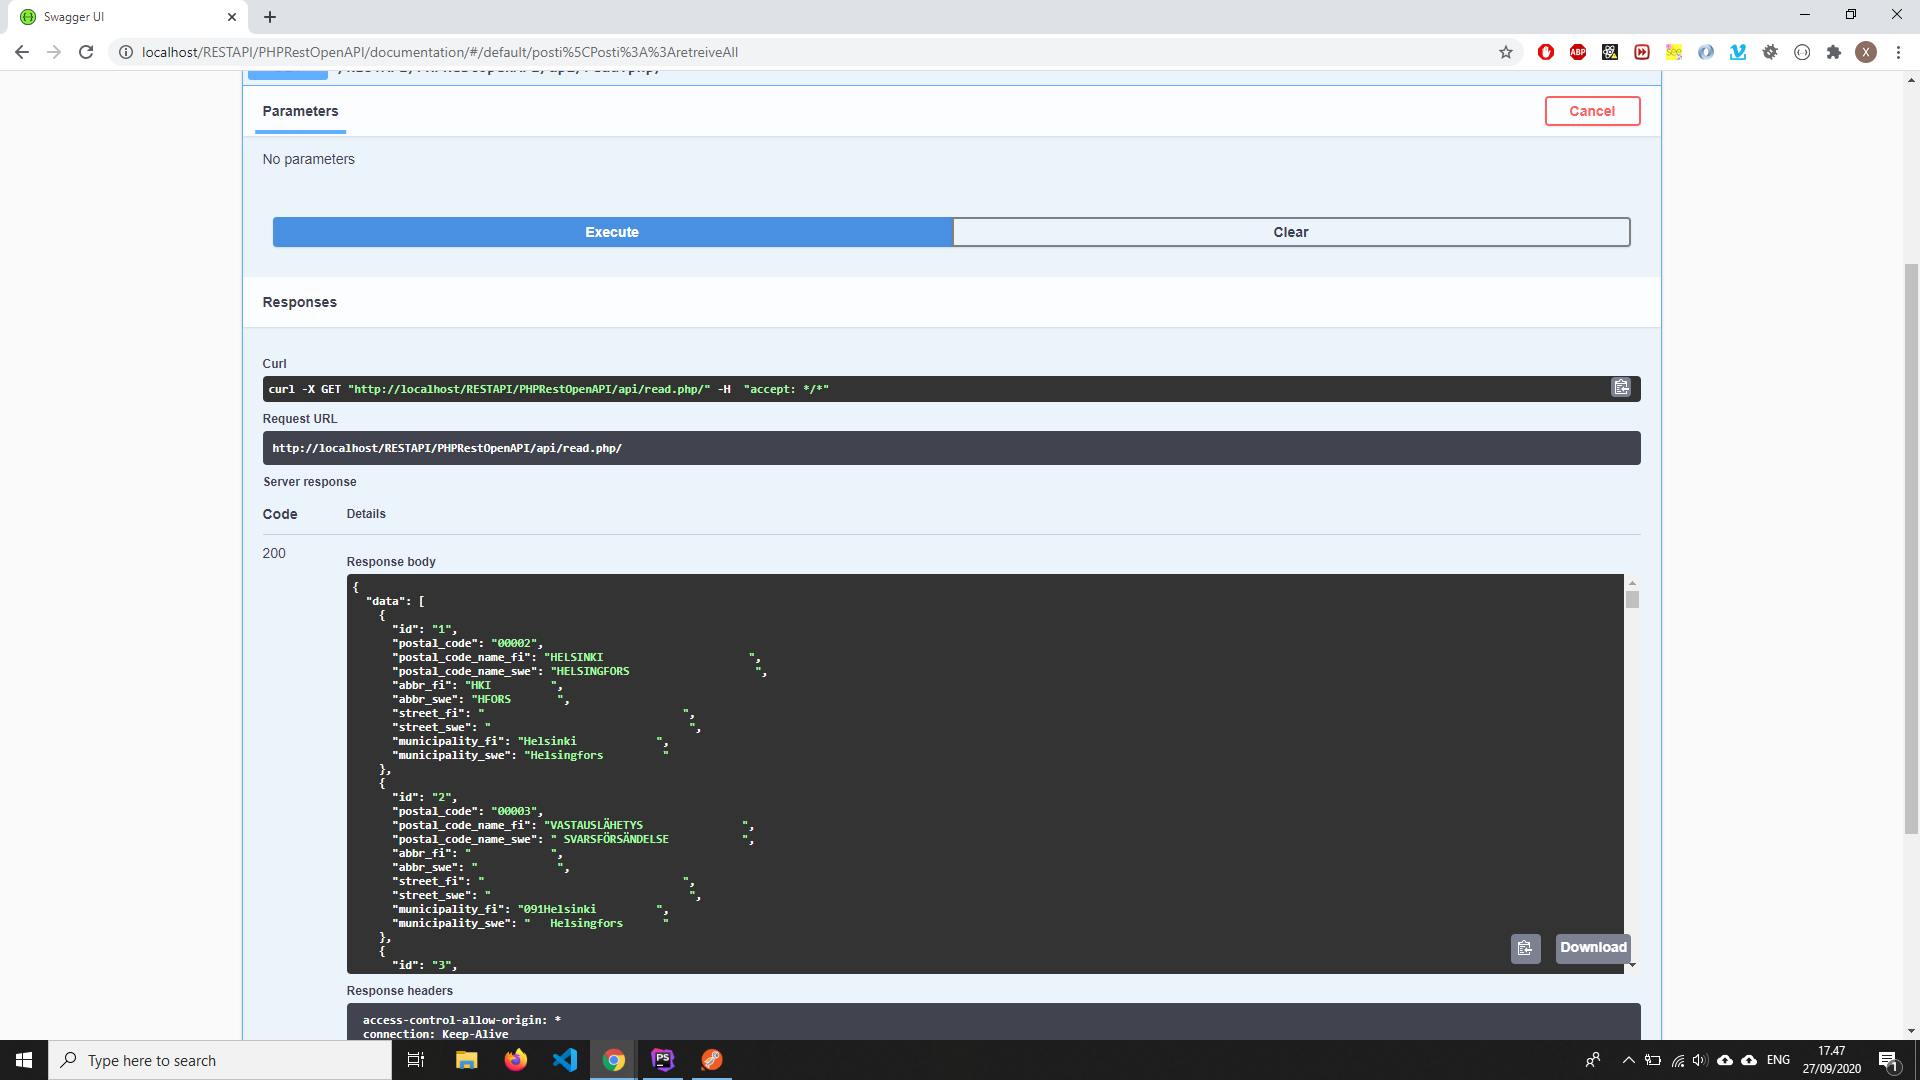 Swagger UI
localhost/RESTAPI/PHPRestOpenAPI/documentation/#/default/posti%5CPosti%3A%3AretreiveAll
ABP
X
Parameters
Cancel
No parameters
Execute
Clear
Responses
Curl
curl -X GET "http://localhost/RESTAPI/PHPRestOpenAPI/api/read.php/" -H  "accept: */*"
Request URL
http://localhost/RESTAPI/PHPRestOpenAPI/api/read.php/
Server response
Code Details
200
Response body
{
  "data": [
    {
      "id": "1",
      "postal_code": "00002",
      "postal_code_name_fi": "HELSINKI                      ",
      "postal_code_name_swe": "HELSINGFORS                   ",
      "abbr_fi": "HKI         ",
      "abbr_swe": "HFORS       ",
      "street_fi": "                              ",
      "street_swe": "                              ",
      "municipality_fi": "Helsinki            ",
      "municipality_swe": "Helsingfors         "
    },
    {
      "id": "2",
      "postal_code": "00003",
      "postal_code_name_fi": "VASTAUSLÄHETYS               ",
      "postal_code_name_swe": " SVARSFÖRSÄNDELSE           ",
      "abbr_fi": "            ",
      "abbr_swe": "            ",
      "street_fi": "                              ",
      "street_swe": "                              ",
      "municipality_fi": "091Helsinki         ",
      "municipality_swe": "   Helsingfors      "
    },
    {
      "id": "3",
Download
Response headers
access-control-allow-origin: *
connection: Keep-Alive
Type here to search
PS
ENG
17.47
27/09/2020
1